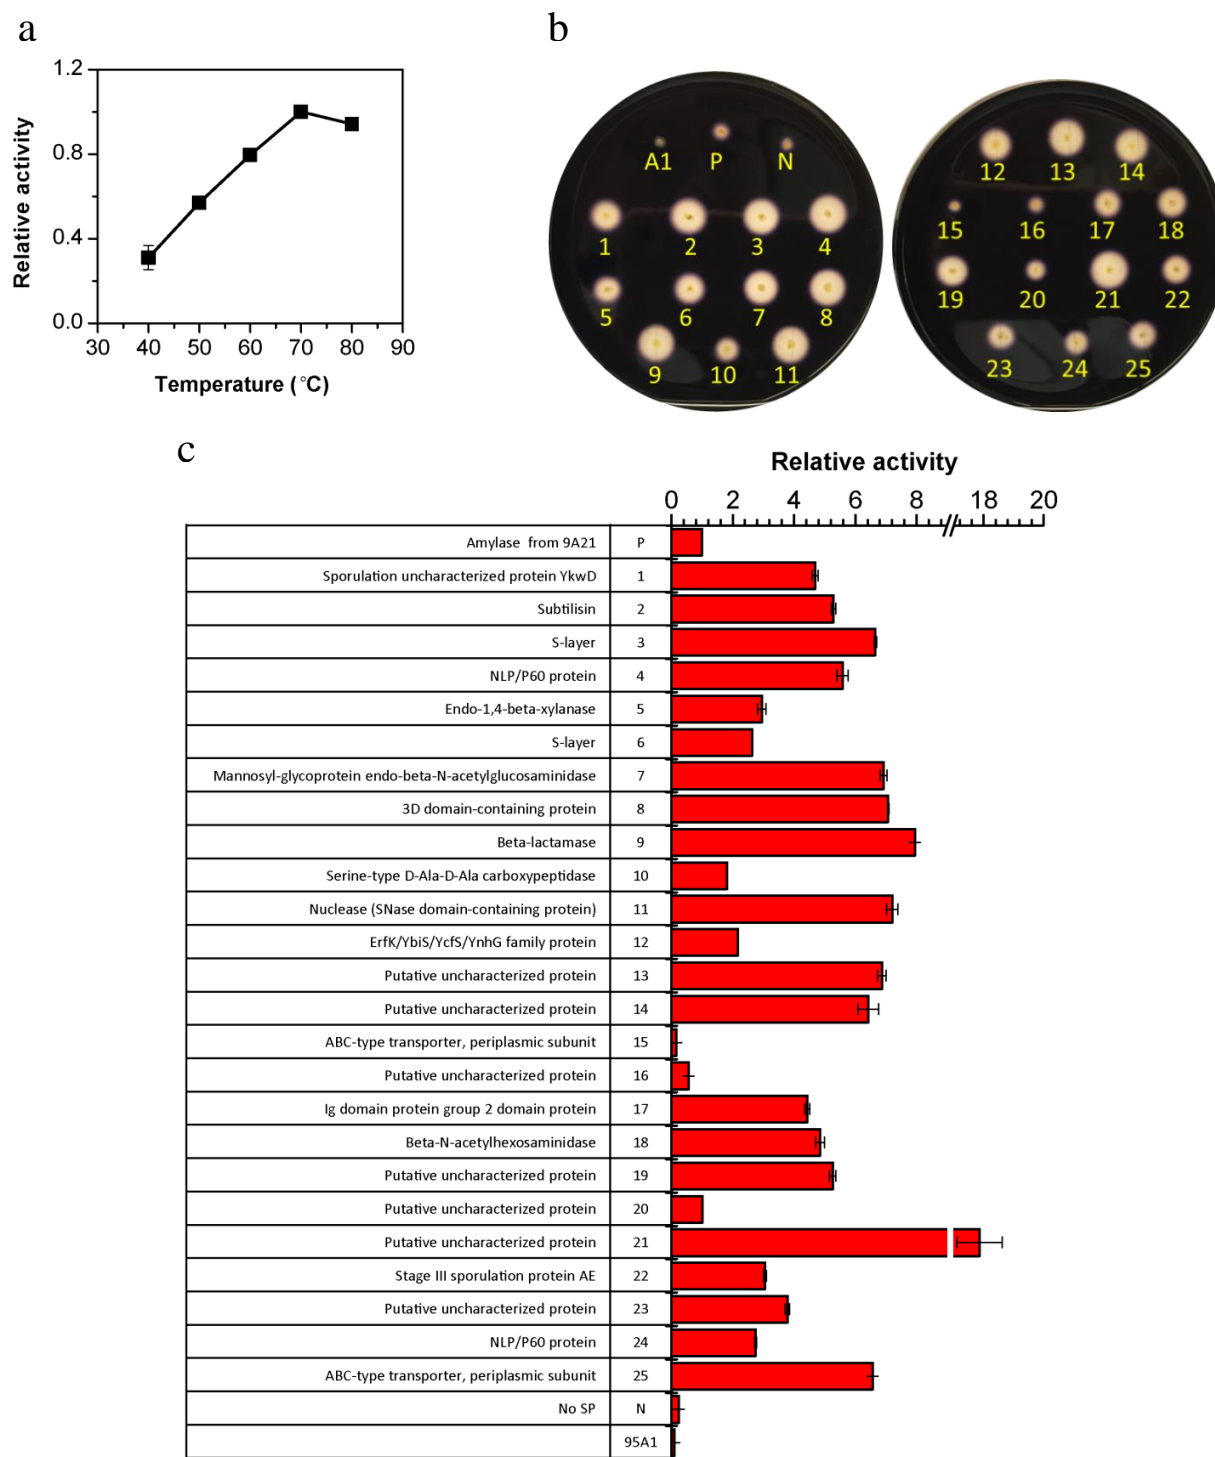 a
1.2
0.8
0.4
0.0
Relative activity
30 40 50 60 70 80 90
Temperature (°C)
b
A1 P N
1 2 3 4
5 6 7 8
9 10 11
12 13 14
15 16 17 18
19 20 21 22
23 24 25
c
Relative activity
0 2 4 6 8 18 20
Amylase from 9A21 P
Sporulation uncharacterized protein YkwD 1
Subtilisin 2
S-layer 3
NLP/P60 protein 4
Endo-1,4-beta-xylanase 5
S-layer 6
Mannosyl-glycoprotein endo-beta-N-acetylglucosaminidase 7
3D domain-containing protein 8
Beta-lactamase 9
Serine-type D-Ala-D-Ala carboxypeptidase 10
Nuclease (SNase domain-containing protein) 11
ErfK/YbiS/YcfS/YnhG family protein 12
Putative uncharacterized protein 13
Putative uncharacterized protein 14
ABC-type transporter, periplasmic subunit 15
Putative uncharacterized protein 16
Ig domain protein group 2 domain protein 17
Beta-N-acetylhexosaminidase 18
Putative uncharacterized protein 19
Putative uncharacterized protein 20
Putative uncharacterized protein 21
Stage III sporulation protein AE 22
Putative uncharacterized protein 23
NLP/P60 protein 24
ABC-type transporter, periplasmic subunit 25
No SP N
95A1